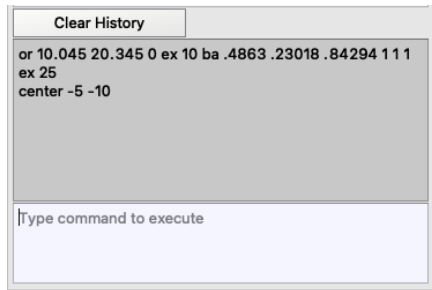 Clear History
or 10.045 20.345 0 ex 10 ba .4863 .23018 .84294 1 1 1
ex 25
center -5 -10
Type command to execute